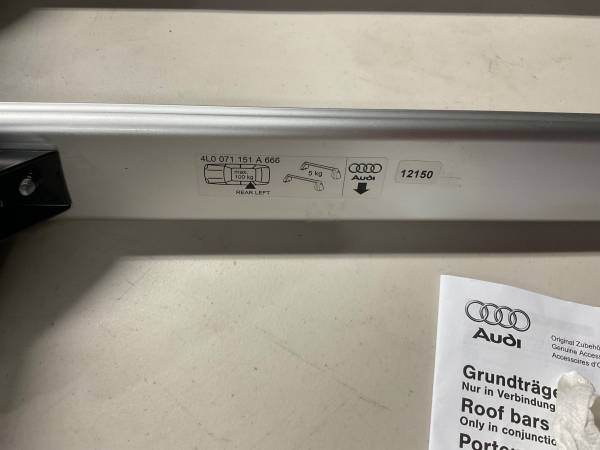 4L0 071 151 A 666
max.
100 kg
REAR LEFT
5 kg
Audi
12150
Audi
Original Zubehö
Genuine Access
Accessoires d'O
Grundträge
Nur in Verbindung
Roof bars
Only in conjunctio
Porte